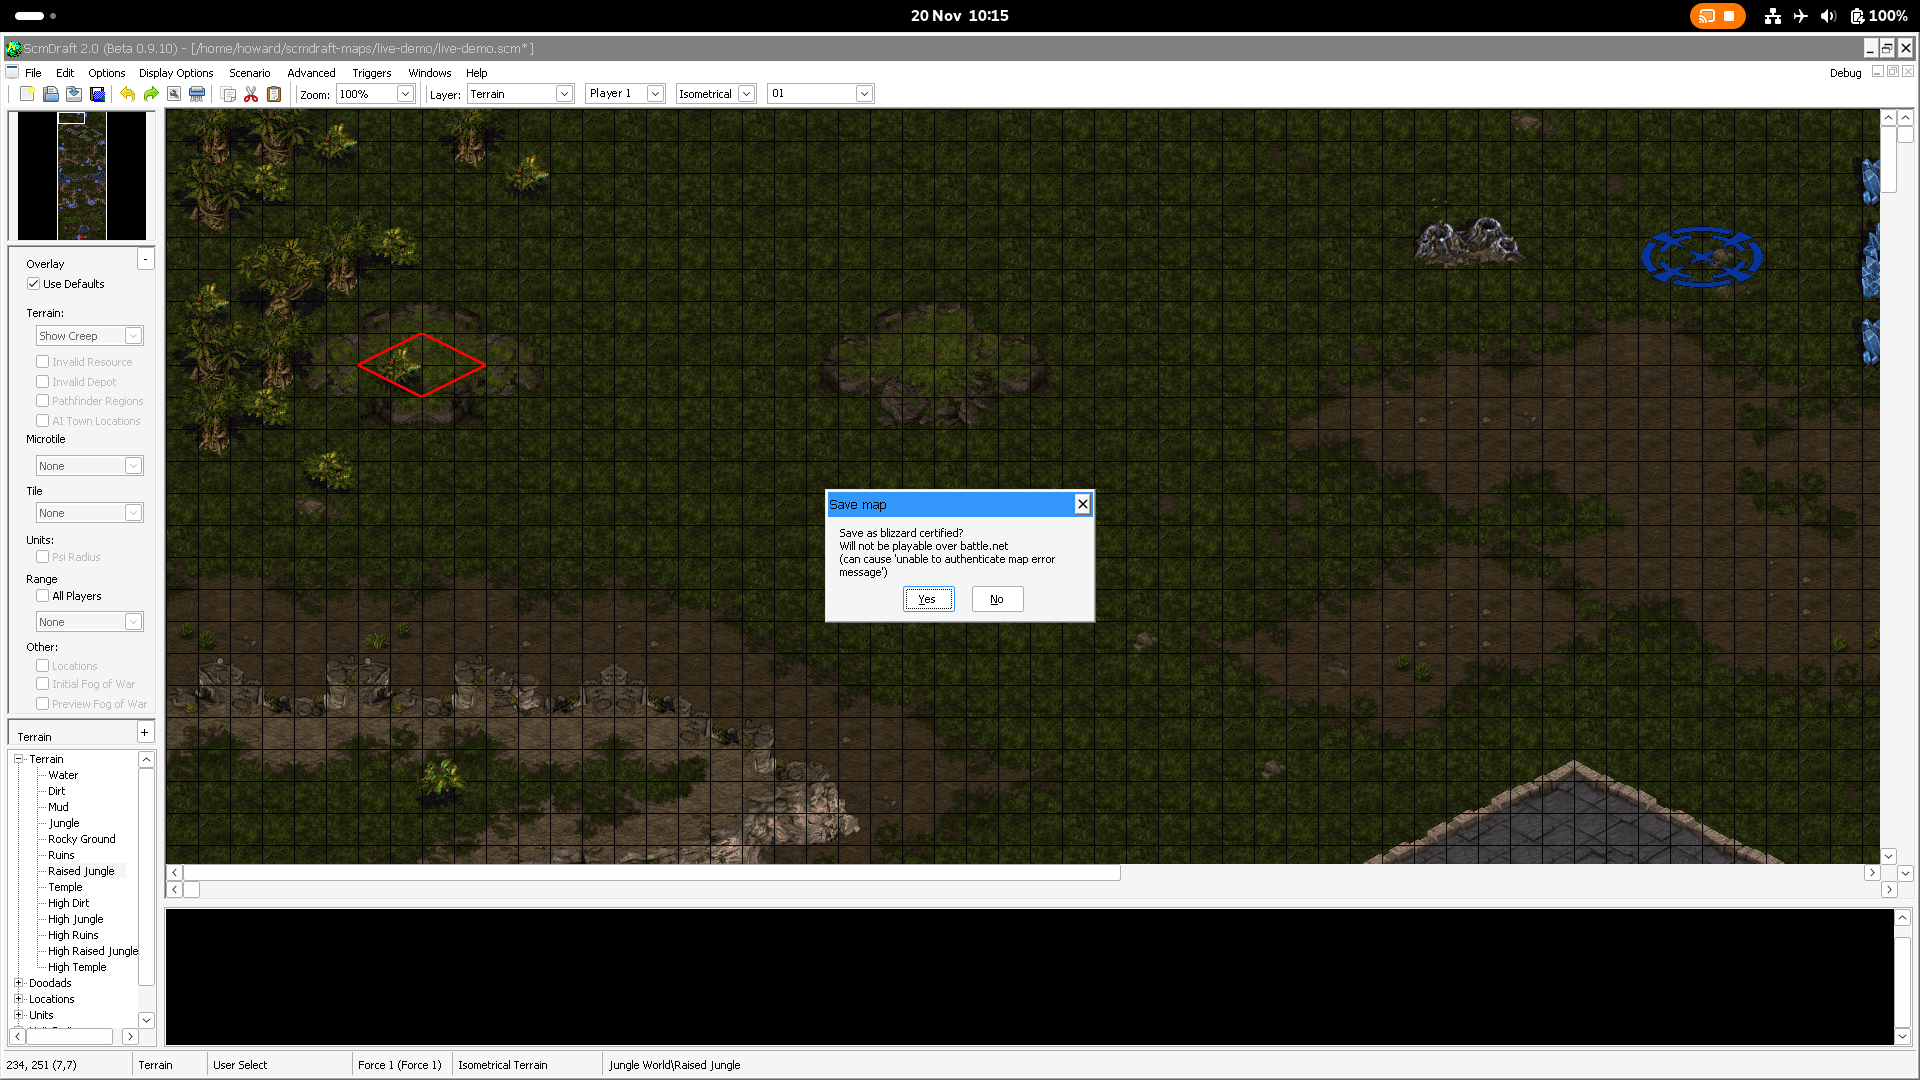 20 Nov 10:15
100%
ScmDraft 2.0 (Beta 0.9.10) - [/home/howard/scmdraft-maps/live-demo/live-demo.scm*]
File Edit Options Display Options Scenario Advanced Triggers Windows Help
Debug
Zoom: 100% Layer: Terrain Player 1 Isometrical 01
Overlay
-
Use Defaults
Terrain:
Show Creep
Invalid Resource
Invalid Depot
Pathfinder Regions
AI Town Locations
Microtile
None
Tile
None
Units:
Psi Radius
Range
All Players
None
Other:
Locations
Initial Fog of War
Preview Fog of War
Terrain
+
Terrain
Water
Dirt
Mud
Jungle
Rocky Ground
Ruins
Raised Jungle
Temple
High Dirt
High Jungle
High Ruins
High Raised Jungle
High Temple
Doodads
Locations
Units
Save map
Save as blizzard certified?
Will not be playable over battle.net
(can cause 'unable to authenticate map error
message')
Yes No
234, 251 (7,7) Terrain User Select Force 1 (Force 1) Isometrical Terrain Jungle World\Raised Jungle